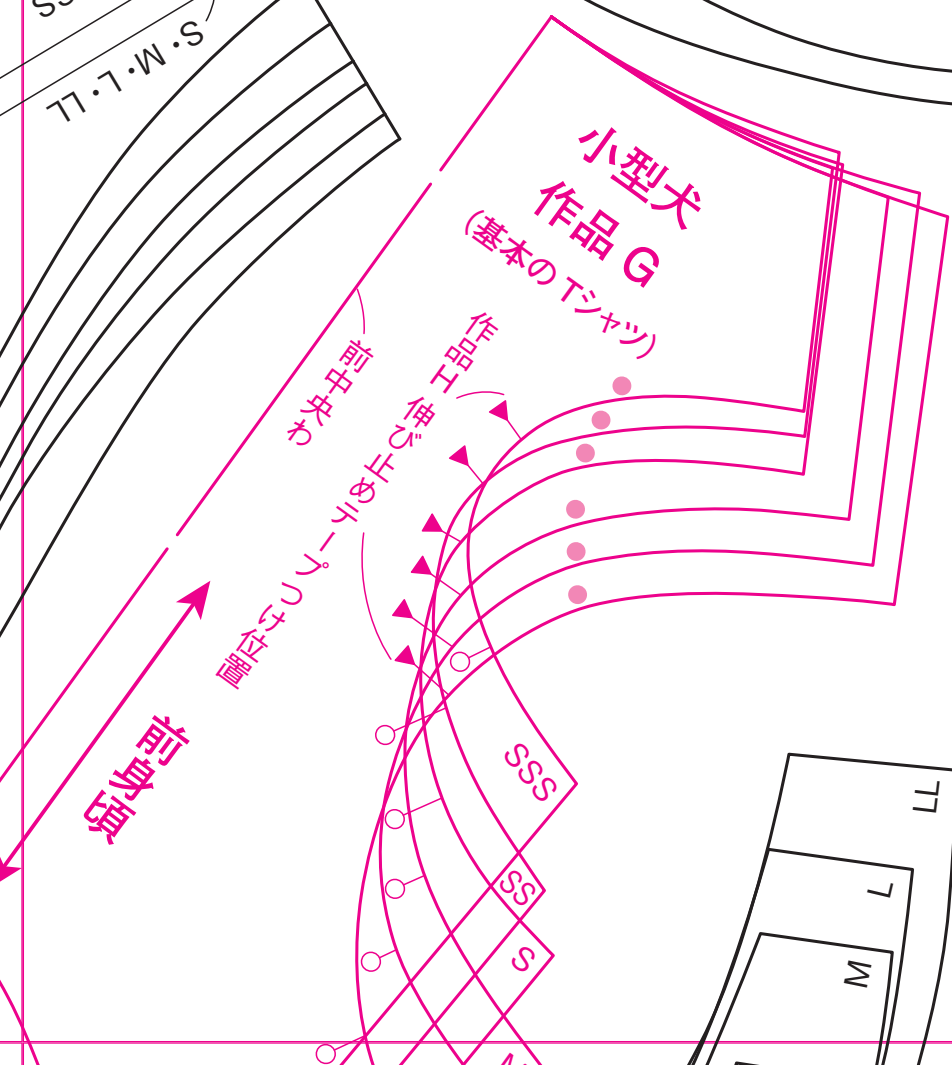 S・M・L・LL
小型犬
作品 G
(基本の Tシャツ)
前中央わ
作品H 伸び止めテープつけ位置
前身頃
SSS
SS
S
LL
L
M